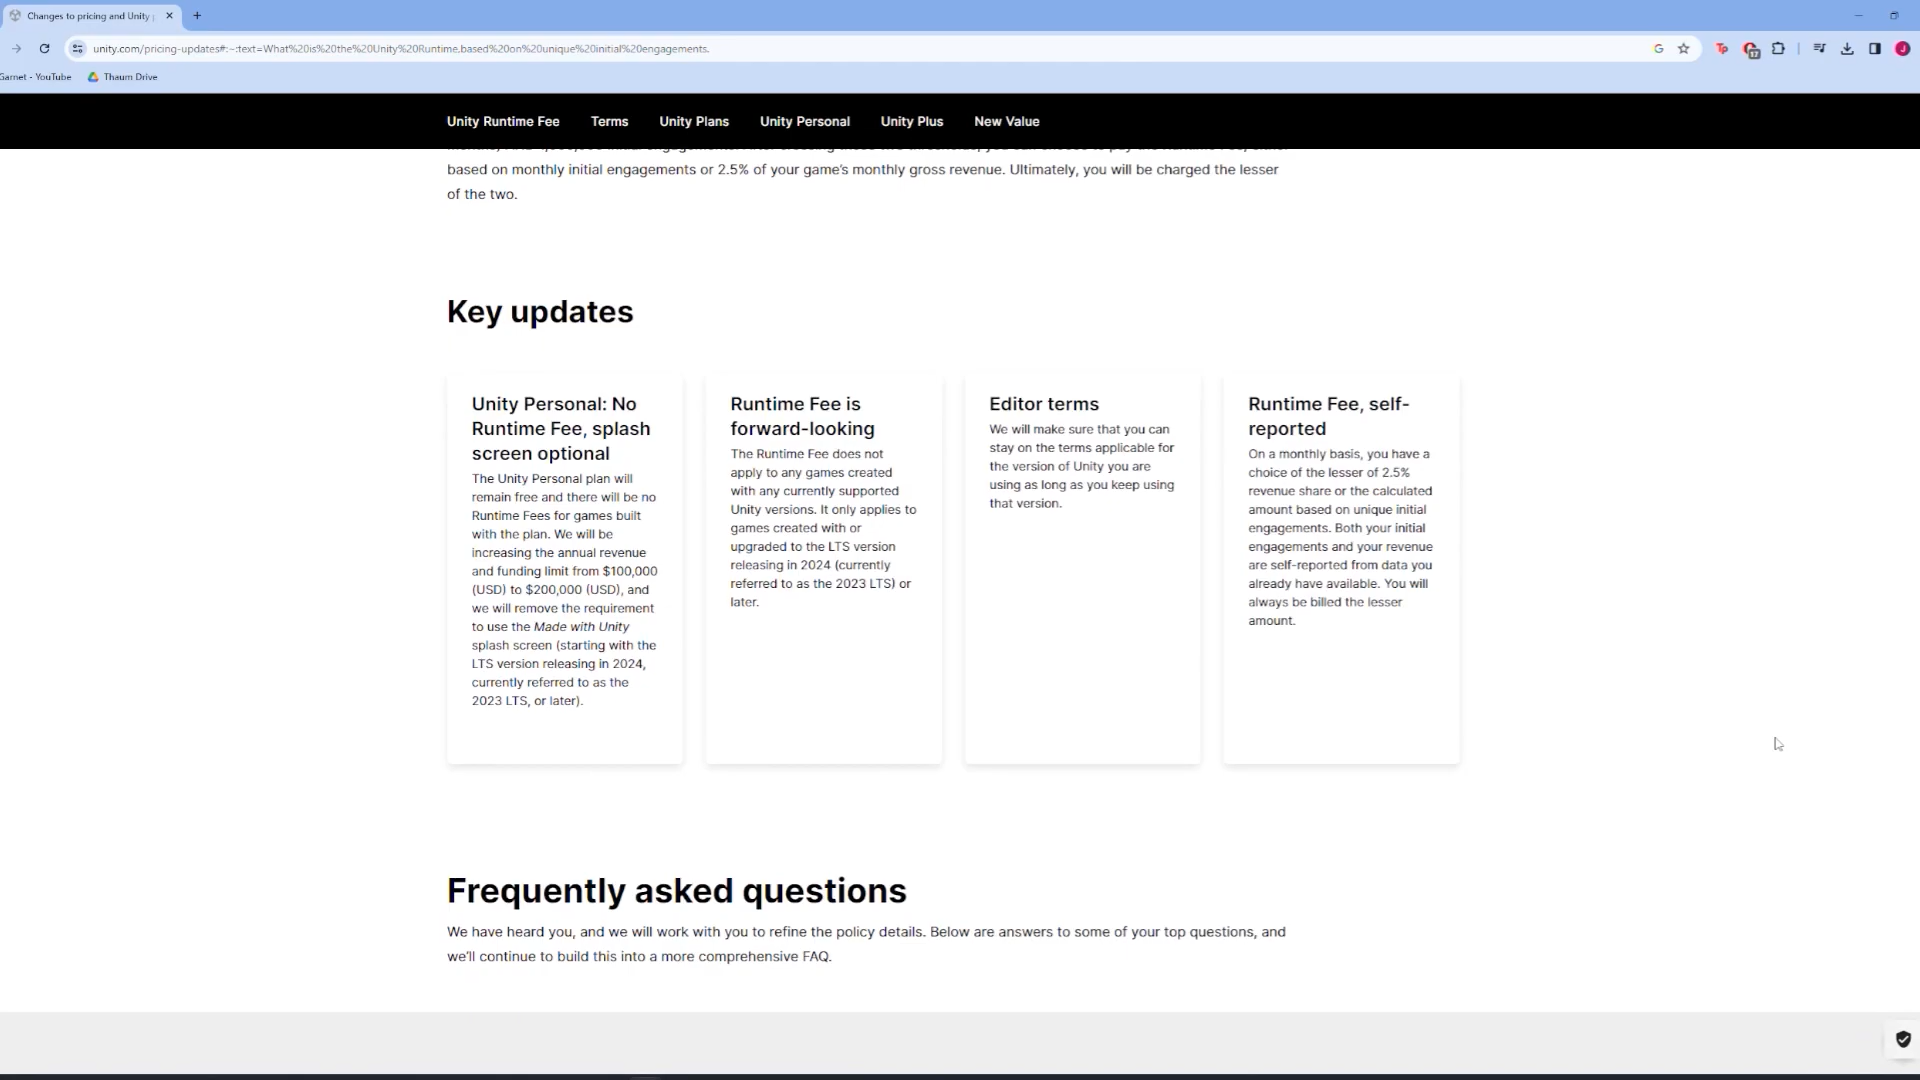 Changes to pricing and Unity p
unity.com/pricing-updates#:~:text=What%20is%20the%20Unity%20Runtime,based%20on%20unique%20initial%20engagements.
Garnet - YouTube
Thaum Drive
Unity Runtime Fee
Terms
Unity Plans
Unity Personal
Unity Plus
New Value
based on monthly initial engagements or 2.5% of your game's monthly gross revenue. Ultimately, you will be charged the lesser
of the two.
Key updates
Unity Personal: No
Runtime Fee, splash
screen optional
The Unity Personal plan will
remain free and there will be no
Runtime Fees for games built
with the plan. We will be
increasing the annual revenue
and funding limit from $100,000
(USD) to $200,000 (USD), and
we will remove the requirement
to use the Made with Unity
splash screen (starting with the
LTS version releasing in 2024,
currently referred to as the
2023 LTS, or later).
Runtime Fee is
forward-looking
The Runtime Fee does not
apply to any games created
with any currently supported
Unity versions. It only applies to
games created with or
upgraded to the LTS version
releasing in 2024 (currently
referred to as the 2023 LTS) or
later.
Editor terms
We will make sure that you can
stay on the terms applicable for
the version of Unity you are
using as long as you keep using
that version.
Runtime Fee, self-
reported
On a monthly basis, you have a
choice of the lesser of 2.5%
revenue share or the calculated
amount based on unique initial
engagements. Both your initial
engagements and your revenue
are self-reported from data you
already have available. You will
always be billed the lesser
amount.
Frequently asked questions
We have heard you, and we will work with you to refine the policy details. Below are answers to some of your top questions, and
we'll continue to build this into a more comprehensive FAQ.